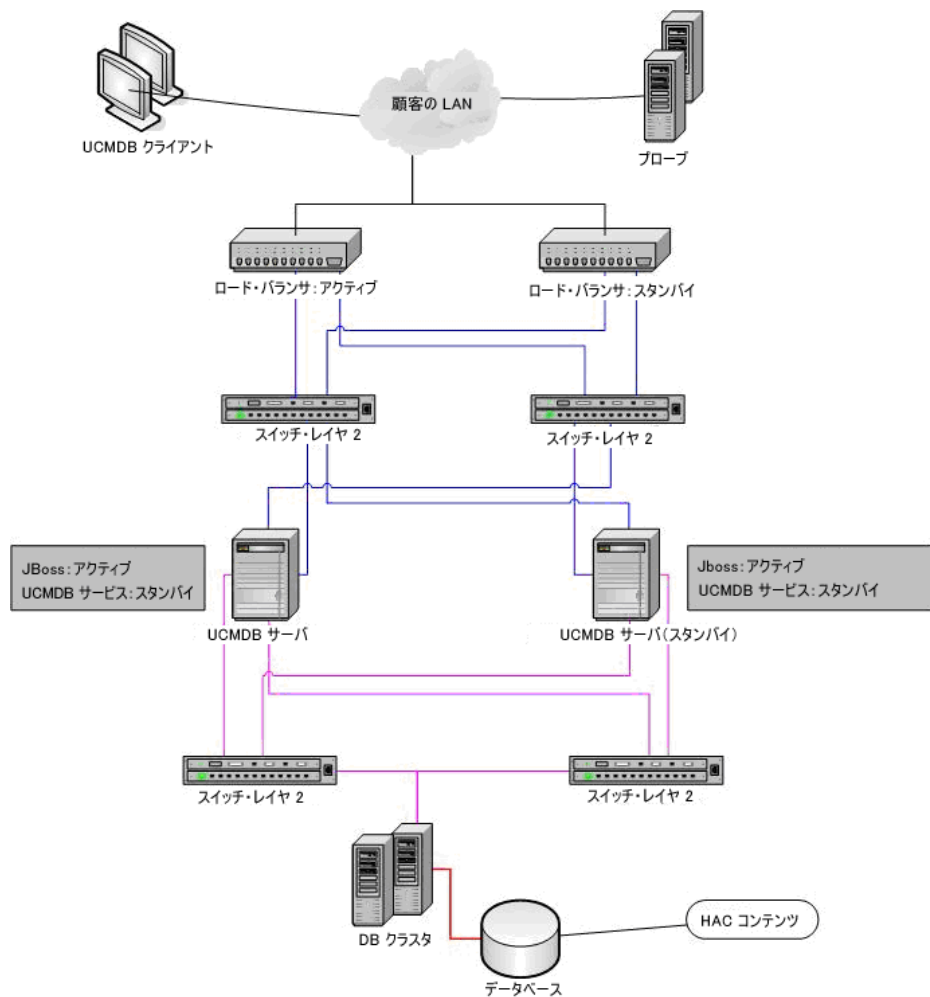 顧客の LAN
UCMDB クライアント
プローブ
ロード・バランサ:アクティブ
ロード・バランサ:スタンバイ
スイッチ・レイヤ 2
スイッチ・レイヤ 2
JBoss:アクティブ
UCMDB サービス:スタンバイ
Jboss:アクティブ
UCMDB サービス:スタンバイ
UCMDB サーバ
UCMDB サーバ(スタンバイ)
スイッチ・レイヤ 2
スイッチ・レイヤ 2
DB クラスタ
HAC コンテンツ
データベース